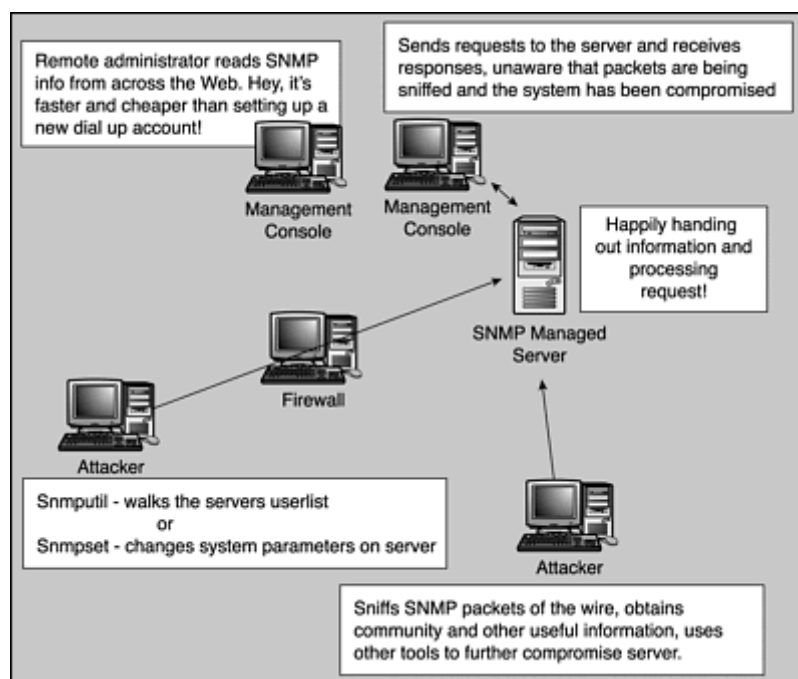 Remote administrator reads SNMP
info from across the Web. Hey, it's
faster and cheaper than setting up a
new dial up account!
Sends requests to the server and receives
responses, unaware that packets are being
sniffed and the system has been compromised
Management
Console
Management
Console
Happily handing
out information and
processing
request!
SNMP Managed
Server
Firewall
Attacker
Snmputil - walks the servers userlist
or
Snmpset - changes system parameters on server
Attacker
Sniffs SNMP packets of the wire, obtains
community and other useful information, uses
other tools to further compromise server.